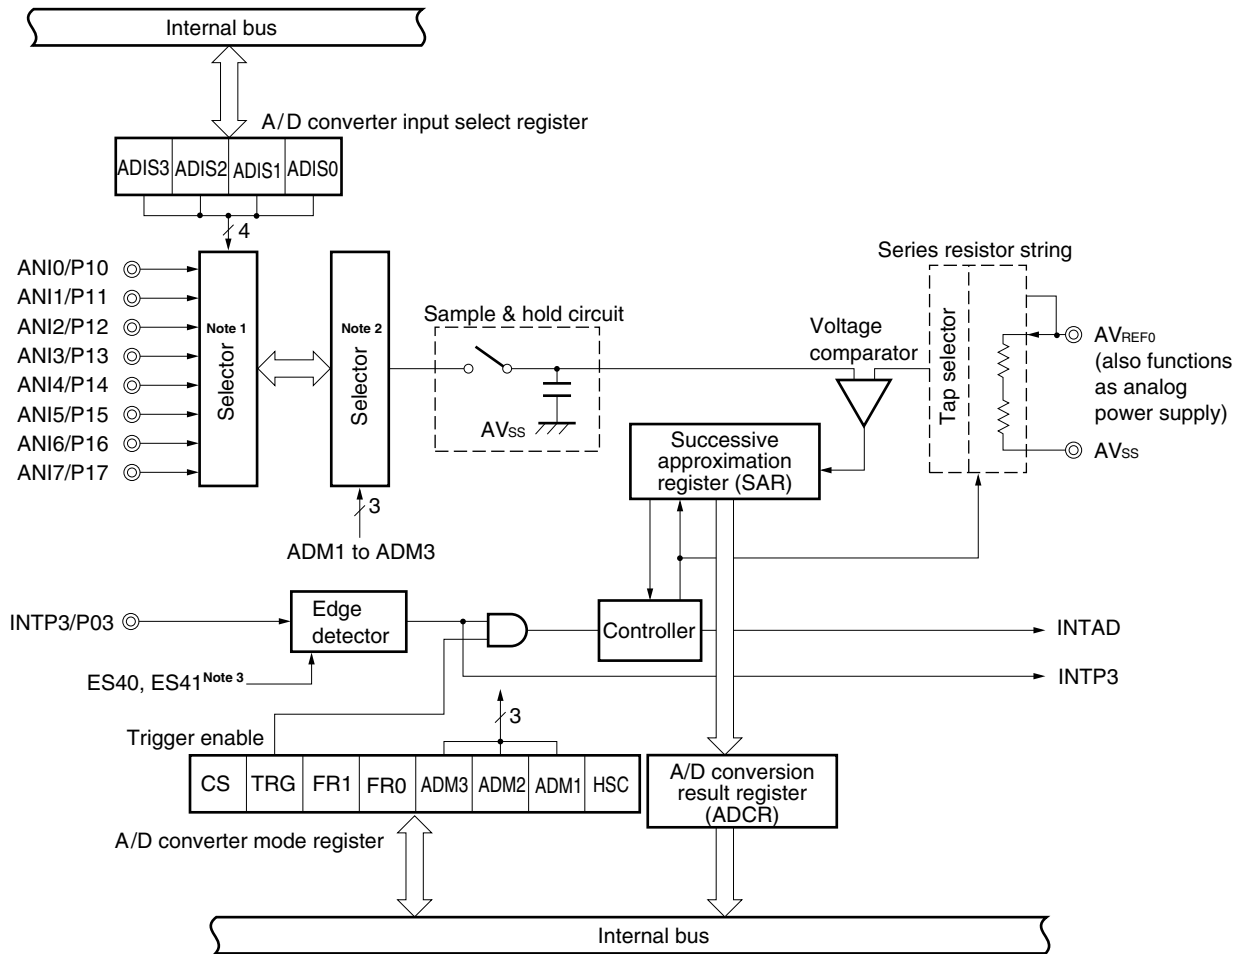 Internal bus
A/D converter input select register
ADIS3 ADIS2 ADIS1 ADIS0
4
ANI0/P10
ANI1/P11
ANI2/P12
ANI3/P13
ANI4/P14
ANI5/P15
ANI6/P16
ANI7/P17
Note 1
Selector
Note 2
Selector
3
ADM1 to ADM3
Sample & hold circuit
AVSS
Voltage
comparator
Series resistor string
Tap selector
AVREF0
(also functions
as analog
power supply)
AVSS
Successive
approximation
register (SAR)
INTP3/P03
Edge
detector
ES40, ES41 Note 3
Controller
INTAD
INTP3
Trigger enable
3
CS TRG FR1 FR0 ADM3 ADM2 ADM1 HSC
A/D converter mode register
A/D conversion
result register
(ADCR)
Internal bus